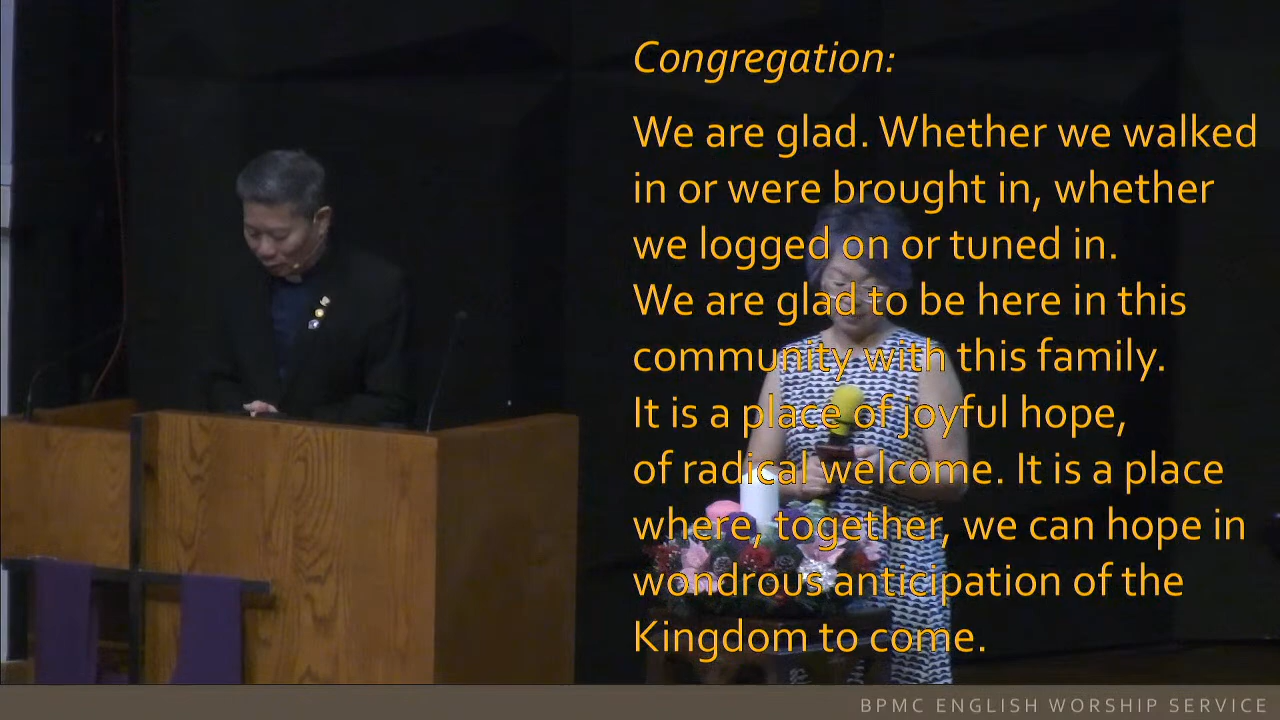 Congregation:
We are glad. Whether we walked
in or were brought in, whether
we logged on or tuned in.
We are glad to be here in this
community with this family.
It is a place of joyful hope,
of radical welcome. It is a place
where, together, we can hope in
wondrous anticipation of the
Kingdom to come.
BPMC ENGLISH WORSHIP SERVICE